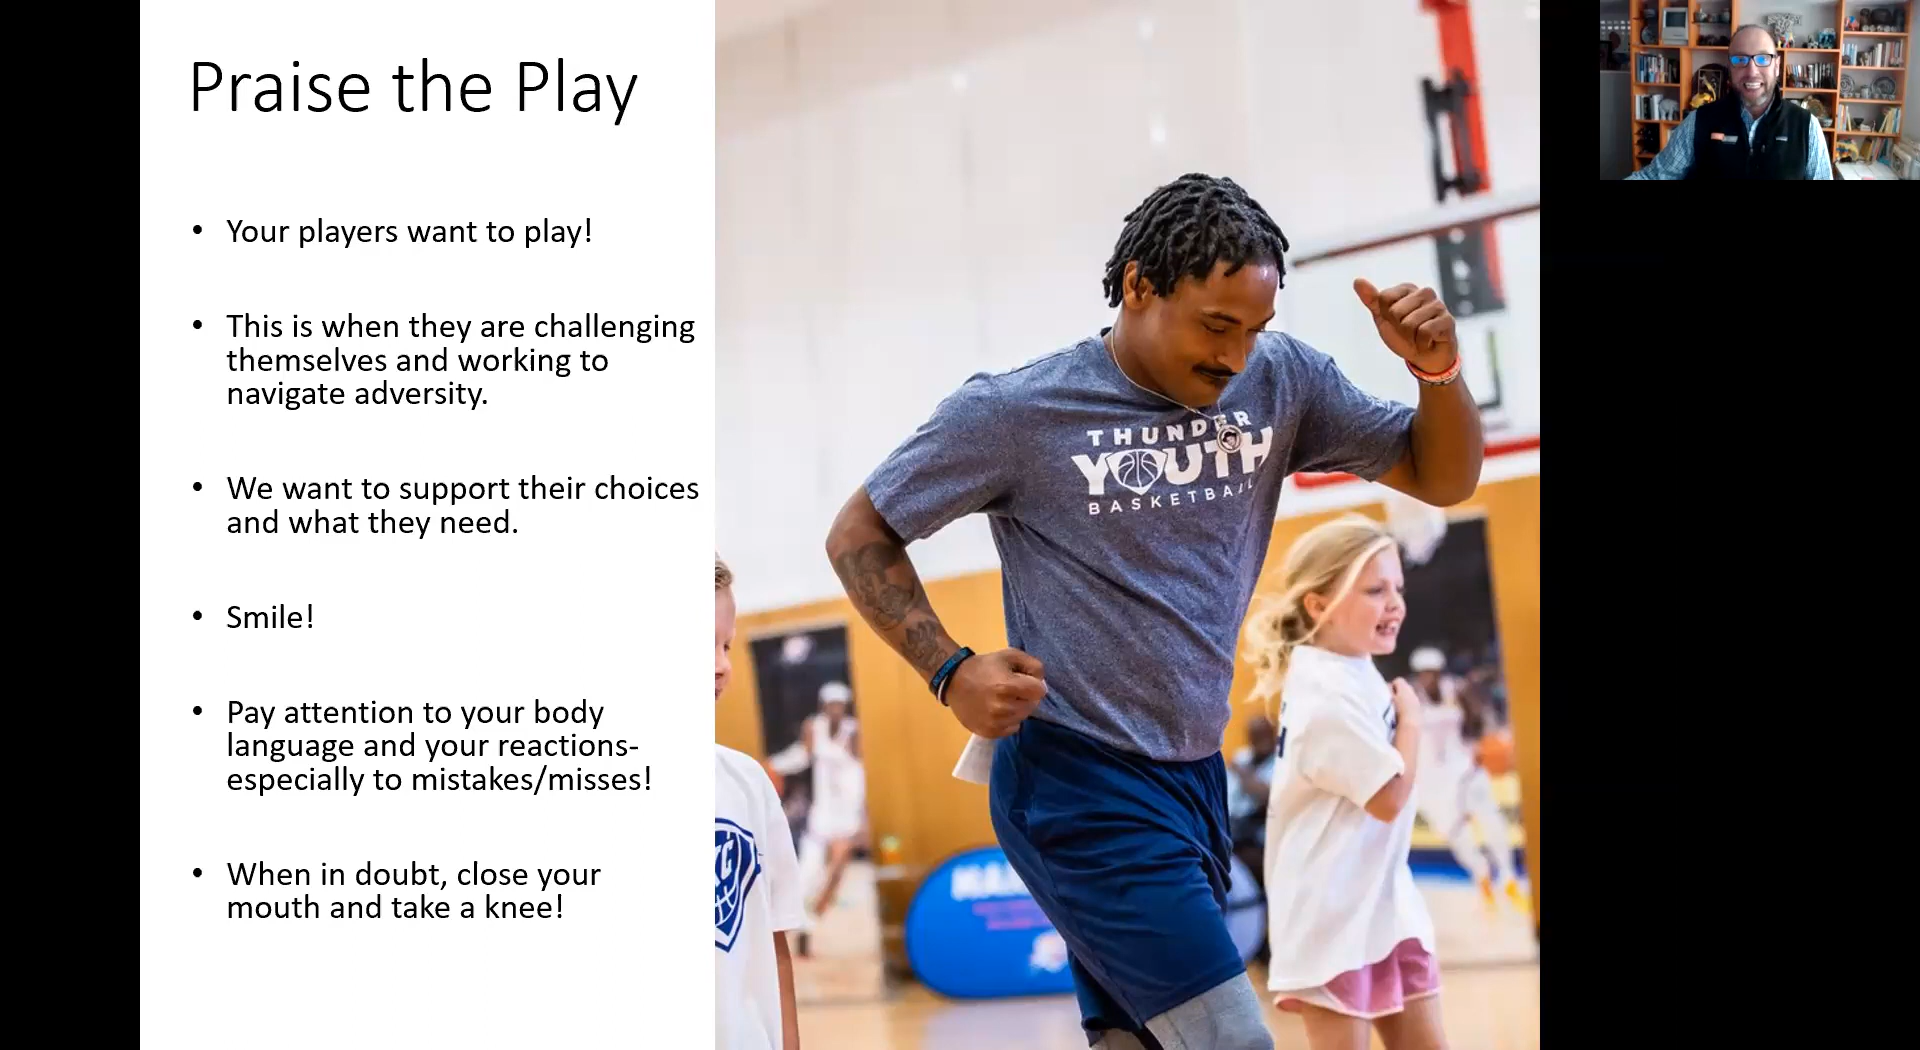 Praise the Play
• Your players want to play!
• This is when they are challenging
themselves and working to
navigate adversity.
• We want to support their choices
and what they need.
• Smile!
• Pay attention to your body
language and your reactions-
especially to mistakes/misses!
• When in doubt, close your
mouth and take a knee!
THUNDER
YOUTH
BASKETBALL